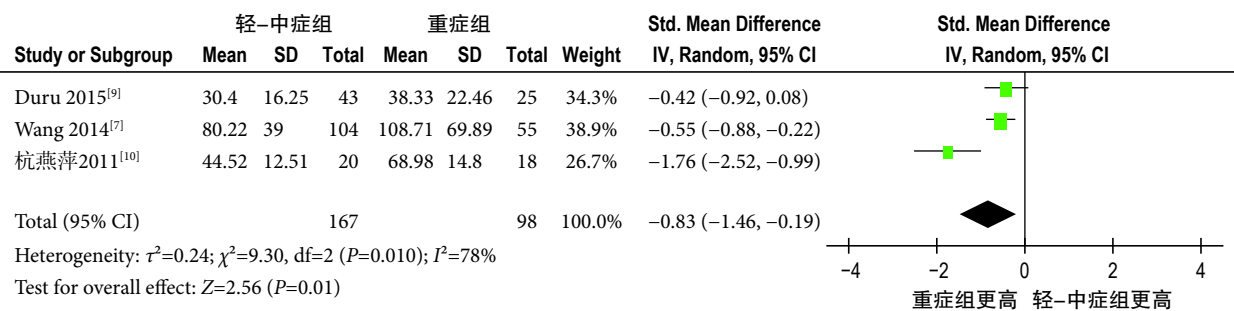 轻–中症组 重症组 Std. Mean Difference Std. Mean Difference
Study or Subgroup Mean SD Total Mean SD Total Weight IV, Random, 95% CI IV, Random, 95% CI
Duru 2015[9] 30.4 16.25 43 38.33 22.46 25 34.3% −0.42 (−0.92, 0.08)
Wang 2014[7] 80.22 39 104 108.71 69.89 55 38.9% −0.55 (−0.88, −0.22)
杭燕萍2011[10] 44.52 12.51 20 68.98 14.8 18 26.7% −1.76 (−2.52, −0.99)
Total (95% CI) 167 98 100.0% −0.83 (−1.46, −0.19)
Heterogeneity: τ²=0.24; χ²=9.30, df=2 (P=0.010); I²=78%
Test for overall effect: Z=2.56 (P=0.01)
−4 −2 0 2 4
重症组更高 轻–中症组更高